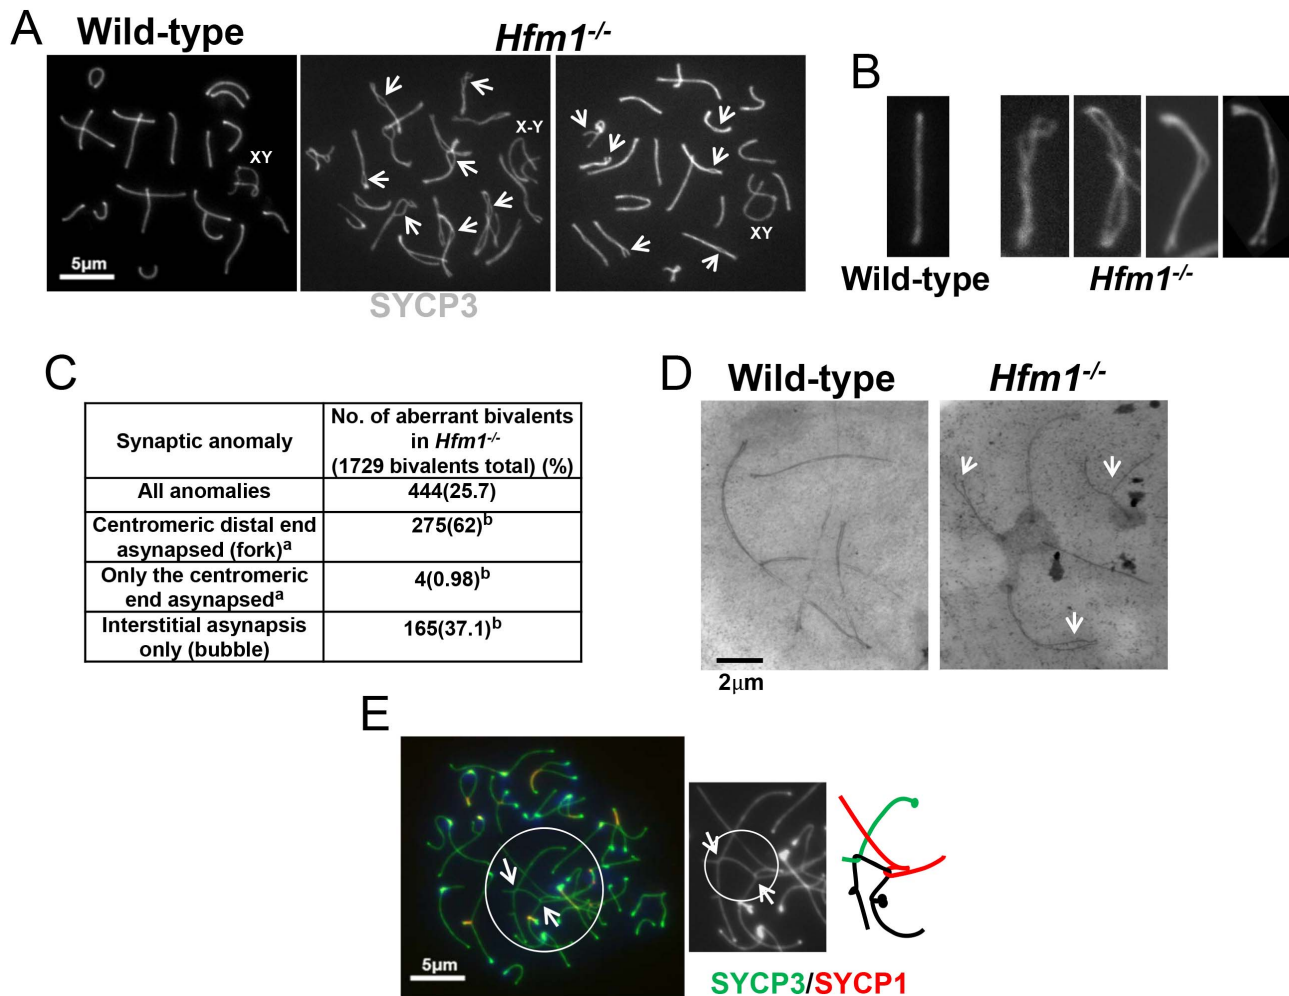 A
Wild-type
Hfm1-/-
XY
5µm
X-Y
XY
SYCP3
B
Wild-type
Hfm1-/-
C
Synaptic anomaly
No. of aberrant bivalents
in Hfm1-/-
(1729 bivalents total) (%)
All anomalies
444(25.7)
Centromeric distal end
asynapsed (fork)a
275(62)b
Only the centromeric
end asynapseda
4(0.98)b
Interstitial asynapsis
only (bubble)
165(37.1)b
D
Wild-type
Hfm1-/-
2µm
E
5µm
SYCP3/SYCP1